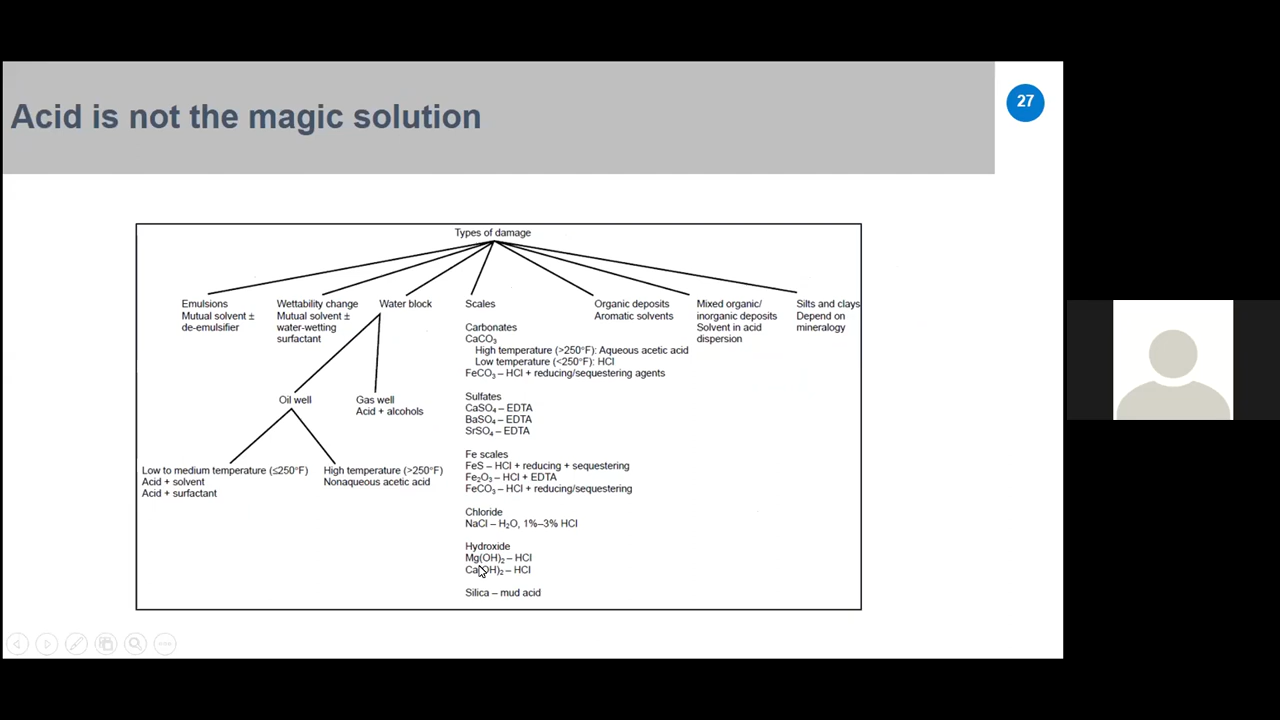 Acid is not the magic solution
27
Types of damage
Emulsions
Mutual solvent ±
de-emulsifier
Wettability change
Mutual solvent ±
water-wetting
surfactant
Water block
Oil well
Low to medium temperature (≤250°F)
Acid + solvent
Acid + surfactant
High temperature (>250°F)
Nonaqueous acetic acid
Gas well
Acid + alcohols
Scales
Carbonates
CaCO₃
High temperature (>250°F): Aqueous acetic acid
Low temperature (<250°F): HCl
FeCO₃ – HCl + reducing/sequestering agents
Sulfates
CaSO₄ – EDTA
BaSO₄ – EDTA
SrSO₄ – EDTA
Fe scales
FeS – HCl + reducing + sequestering
Fe₂O₃ – HCl + EDTA
FeCO₃ – HCl + reducing/sequestering
Chloride
NaCl – H₂O, 1%–3% HCl
Hydroxide
Mg(OH)₂ – HCl
Ca(OH)₂ – HCl
Silica – mud acid
Organic deposits
Aromatic solvents
Mixed organic/
inorganic deposits
Solvent in acid
dispersion
Silts and clays
Depend on
mineralogy